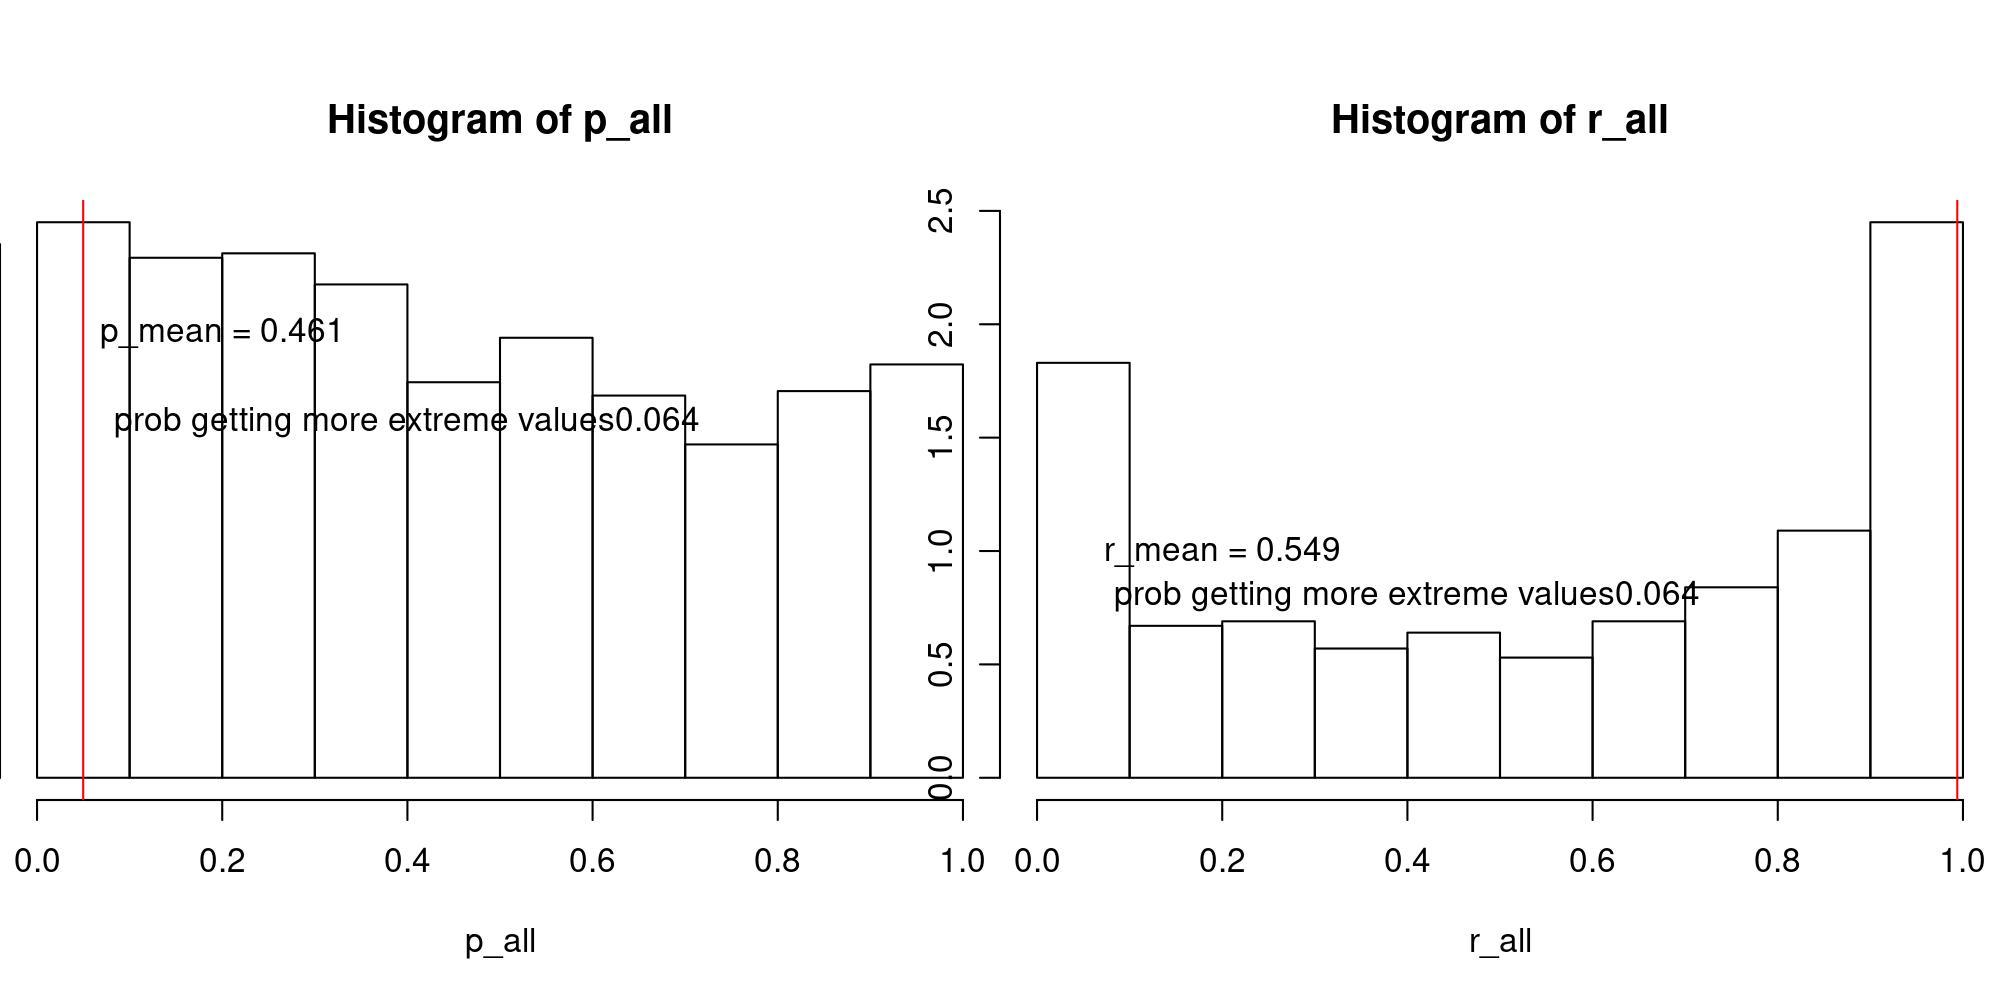 Histogram of p_all
p_mean = 0.461
prob getting more extreme values0.064
0.0 0.2 0.4 0.6 0.8 1.0
p_all
Histogram of r_all
2.5
2.0
1.5
1.0
0.5
0.0
r_mean = 0.549
prob getting more extreme values0.064
0.0 0.2 0.4 0.6 0.8 1.0
r_all